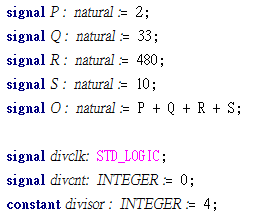 signal P : natural := 2;
signal Q : natural := 33;
signal R : natural := 480;
signal S : natural := 10;
signal O : natural := P + Q + R + S;
signal divclk: STD_LOGIC;
signal divcnt: INTEGER := 0;
constant divisor : INTEGER := 4;